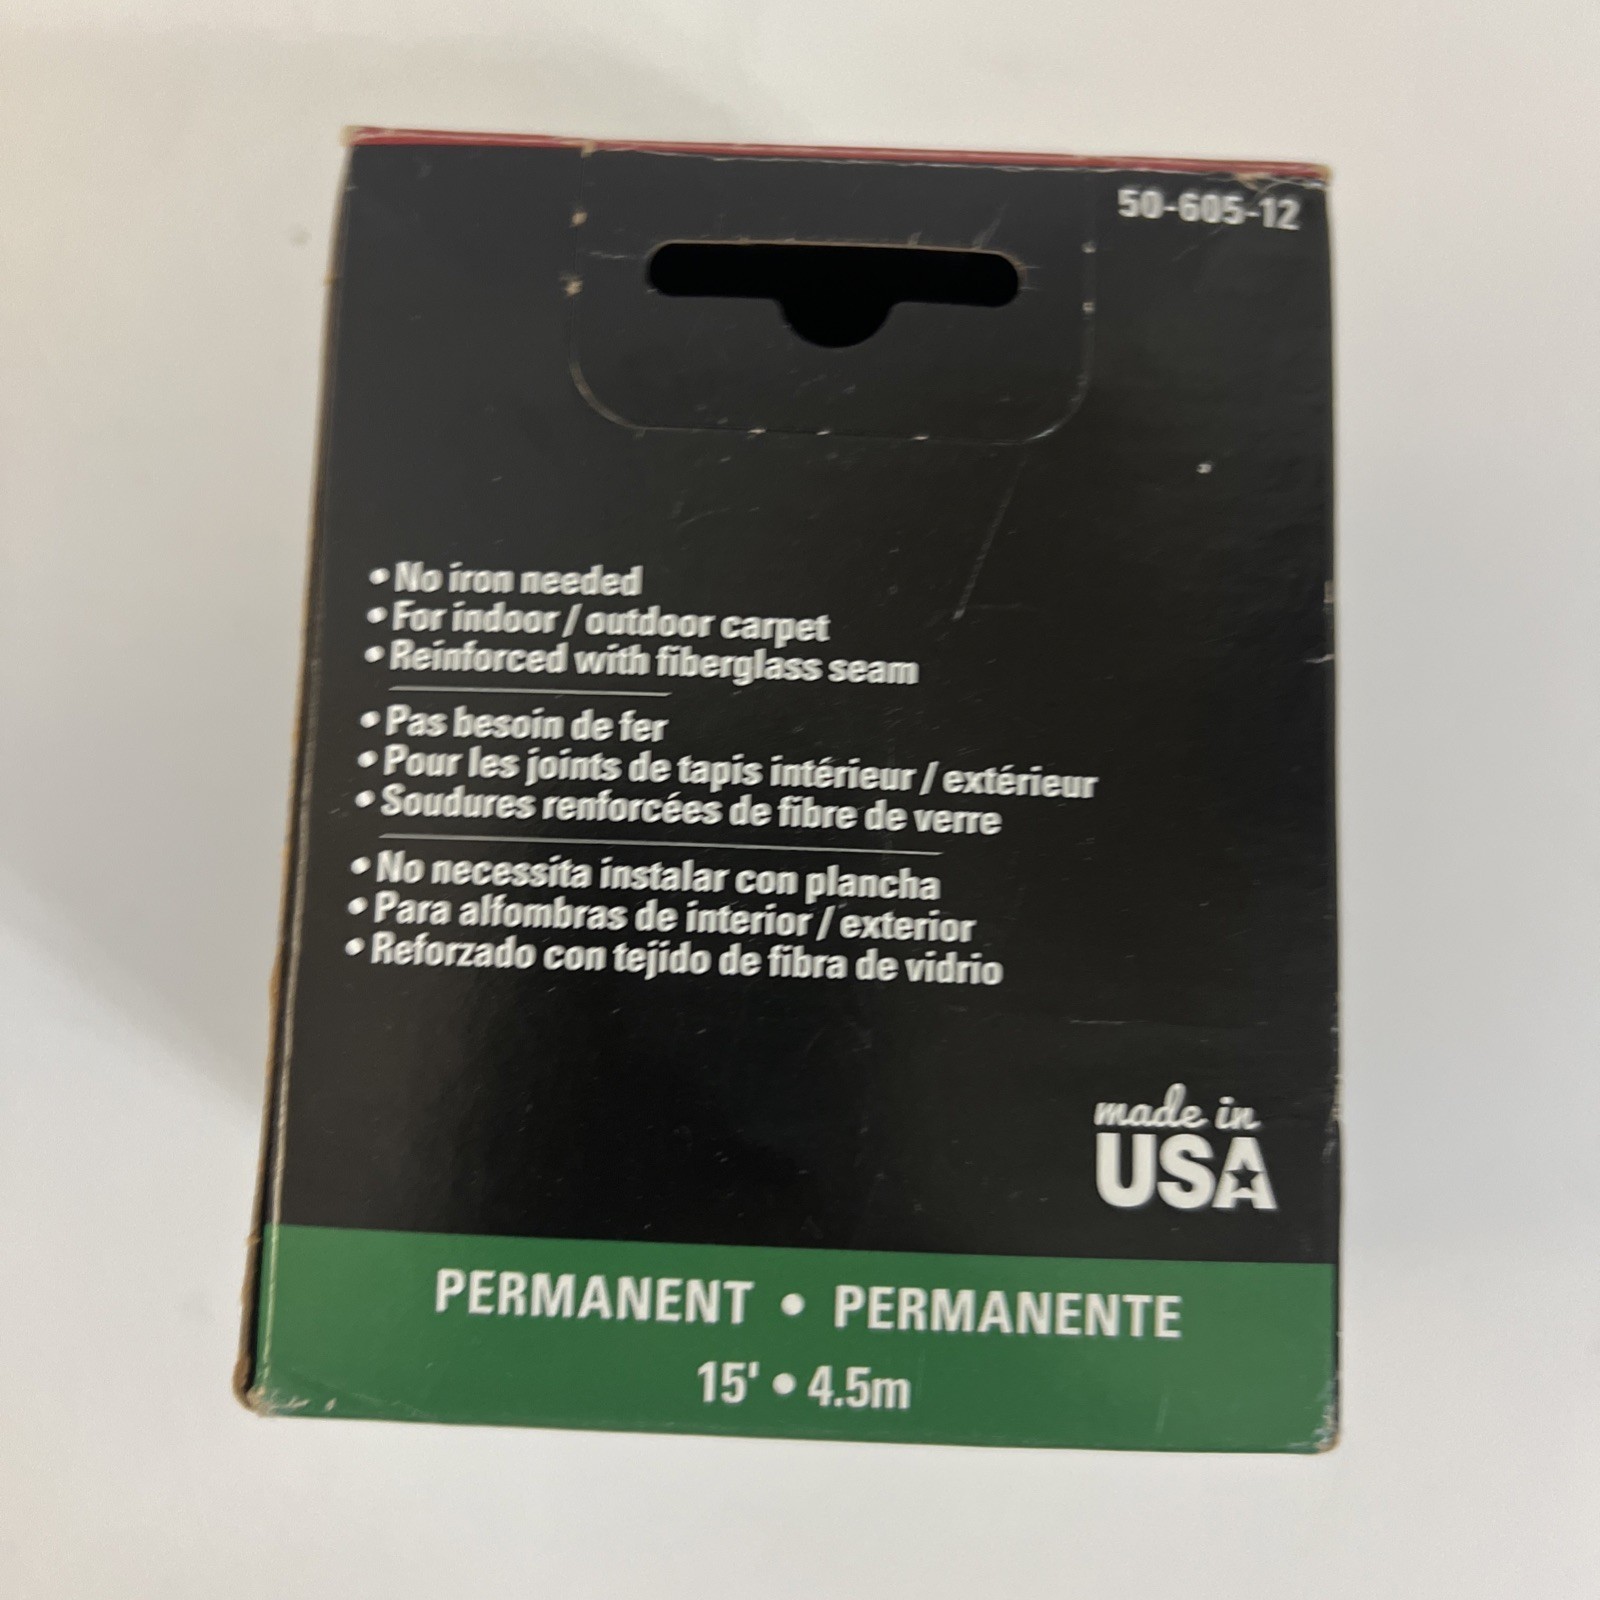 50-605-12
• No iron needed
• For indoor / outdoor carpet
• Reinforced with fiberglass seam
• Pas besoin de fer
• Pour les joints de tapis intérieur / extérieur
• Soudures renforcées de fibre de verre
• No necessita instalar con plancha
• Para alfombras de interior / exterior
• Reforzado con tejido de fibra de vidrio
made in
USA
PERMANENT • PERMANENTE
15' • 4.5m